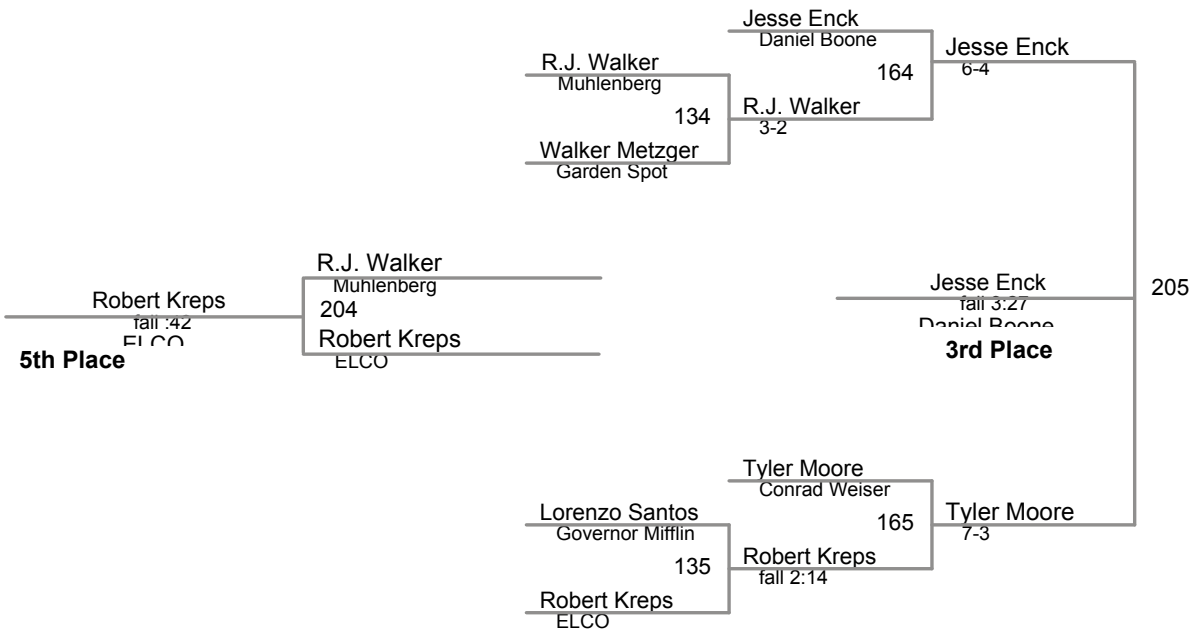 Jesse Enck
Daniel Boone
Jesse Enck
6-4
164
R.J. Walker
Muhlenberg
134
R.J. Walker
3-2
Walker Metzger
Garden Spot
R.J. Walker
Muhlenberg
204
Robert Kreps
fall :42
ELCO
5th Place
Robert Kreps
ELCO
Jesse Enck
fall 3:27
Daniel Boone
3rd Place
205
Tyler Moore
Conrad Weiser
165
Tyler Moore
7-3
Lorenzo Santos
Governor Mifflin
135
Robert Kreps
fall 2:14
Robert Kreps
ELCO